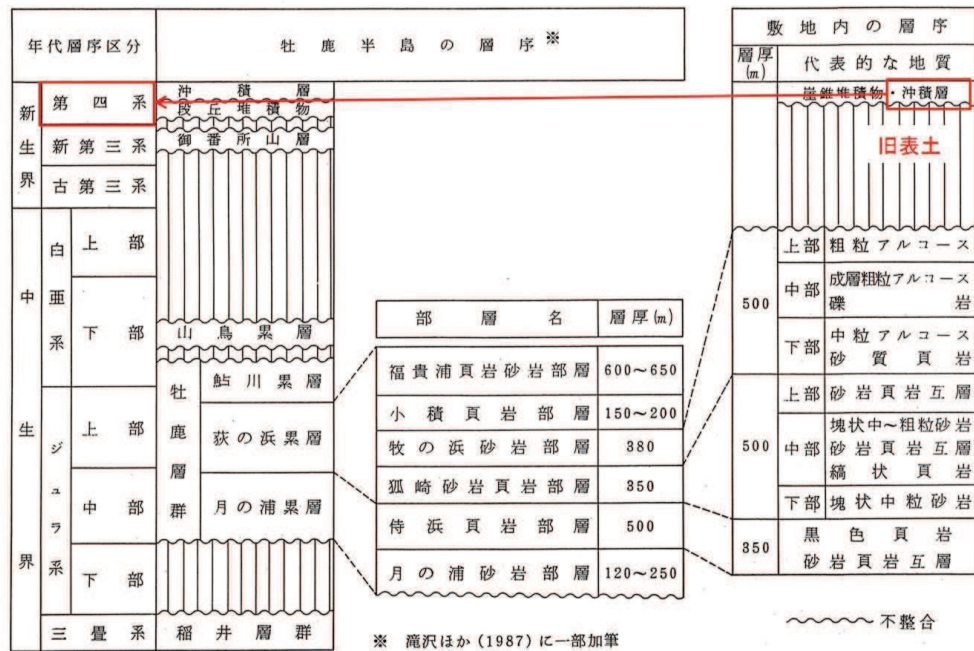 年代層序区分
牡鹿半島の層序※
敷地内の層序
層厚(m)
代表的な地質
新生界
第四系
沖積層
段丘堆積物
崖錐堆積物・沖積層
新第三系
御番所山層
旧表土
古第三系
中生界
白亜系
上部
下部
山鳥累層
ジュラ系
上部
中部
下部
牡鹿層群
鮎川累層
荻の浜累層
月の浦累層
三畳系
稲井層群
部層名
層厚(m)
福貴浦頁岩砂岩部層
600~650
小積頁岩部層
150~200
牧の浜砂岩部層
380
狐崎砂岩頁岩部層
350
侍浜頁岩部層
500
月の浦砂岩部層
120~250
500
上部
粗粒アルコース
中部
成層粗粒アルコース
礫岩
下部
中粒アルコース
砂質頁岩
500
上部
砂岩頁岩互層
中部
塊状中~粗粒砂岩
砂岩頁岩互層
縞状頁岩
下部
塊状中粒砂岩
350
黒色頁岩
砂岩頁岩互層
不整合
※ 滝沢ほか(1987)に一部加筆